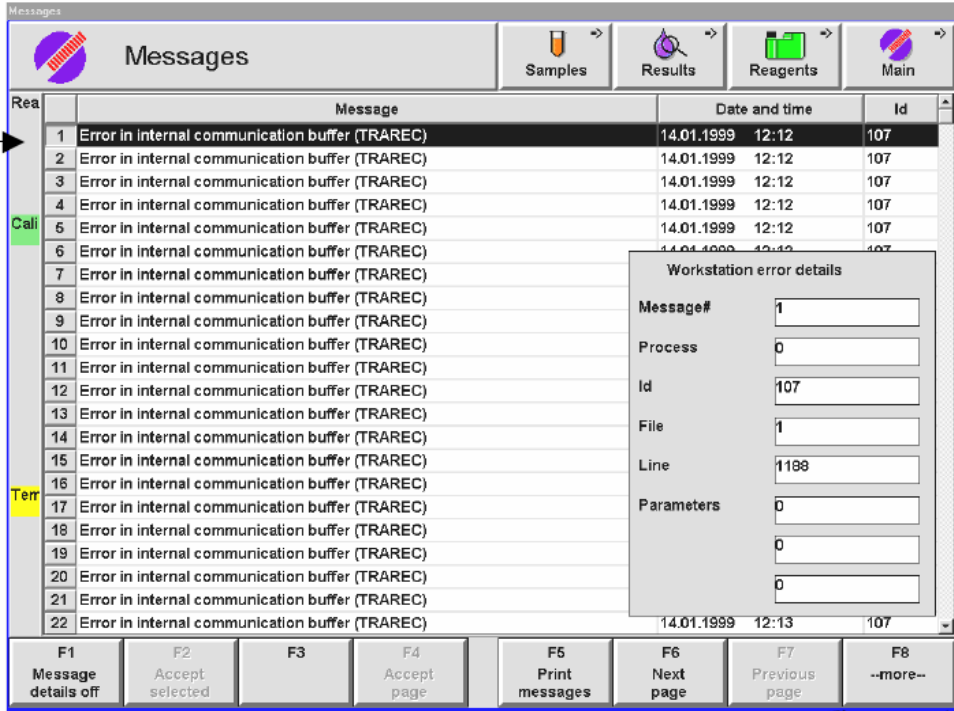 Messages
Messages
Samples
Results
Reagents
Main
Rea
Message Date and time Id
1 Error in internal communication buffer (TRAREC) 14.01.1999 12:12 107
2 Error in internal communication buffer (TRAREC) 14.01.1999 12:12 107
3 Error in internal communication buffer (TRAREC) 14.01.1999 12:12 107
4 Error in internal communication buffer (TRAREC) 14.01.1999 12:12 107
Cali
5 Error in internal communication buffer (TRAREC) 14.01.1999 12:12 107
6 Error in internal communication buffer (TRAREC) 14.01.1999 12:12 107
7 Error in internal communication buffer (TRAREC)
8 Error in internal communication buffer (TRAREC)
9 Error in internal communication buffer (TRAREC)
10 Error in internal communication buffer (TRAREC)
11 Error in internal communication buffer (TRAREC)
12 Error in internal communication buffer (TRAREC)
13 Error in internal communication buffer (TRAREC)
14 Error in internal communication buffer (TRAREC)
15 Error in internal communication buffer (TRAREC)
16 Error in internal communication buffer (TRAREC)
Tem
17 Error in internal communication buffer (TRAREC)
18 Error in internal communication buffer (TRAREC)
19 Error in internal communication buffer (TRAREC)
20 Error in internal communication buffer (TRAREC)
21 Error in internal communication buffer (TRAREC)
22 Error in internal communication buffer (TRAREC) 14.01.1999 12:13 107
Workstation error details
Message# 1
Process 0
Id 107
File 1
Line 1188
Parameters 0
0
0
F1
Message
details off
F2
Accept
selected
F3
F4
Accept
page
F5
Print
messages
F6
Next
page
F7
Previous
page
F8
--more--